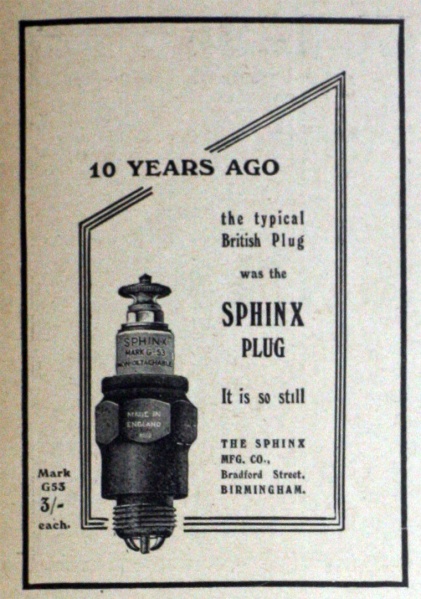 10 YEARS AGO
the typical
British Plug
was the
SPHINX
PLUG
It is so still
SPHINX
MARK G·53
MADE IN
ENGLAND
THE SPHINX
MFG. CO.,
Bradford Street,
BIRMINGHAM.
Mark
G53
3/-
each.